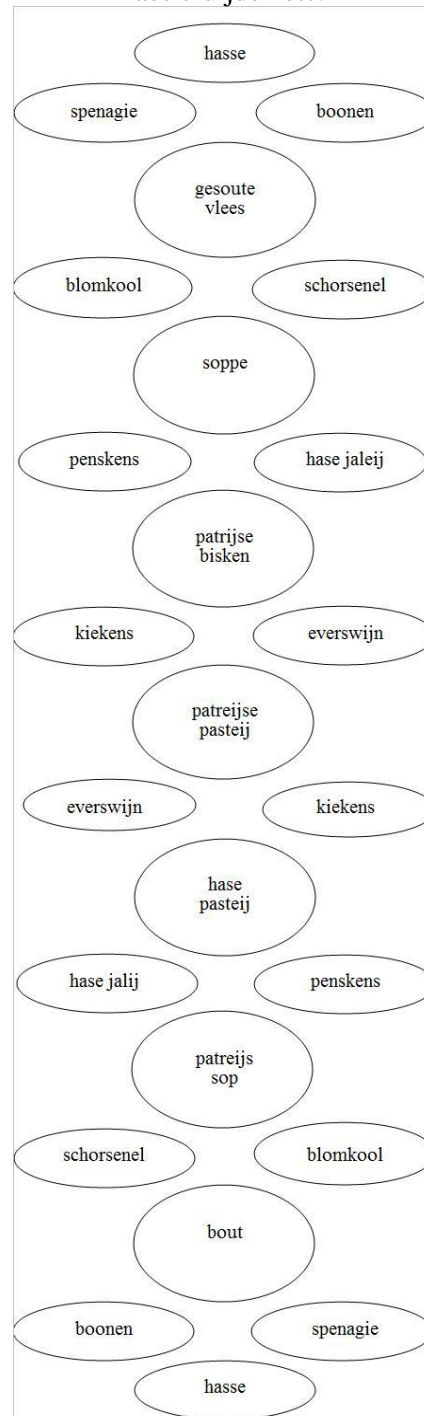 hasse
spenagie
boonen
gesoute
vlees
blomkool
schorsenel
soppe
penskens
hase jaleij
patrijse
bisken
kiekens
everswijn
patreijse
pasteij
everswijn
kiekens
hase
pasteij
hase jalij
penskens
patreijs
sop
schorsenel
blomkool
bout
boonen
spenagie
hasse